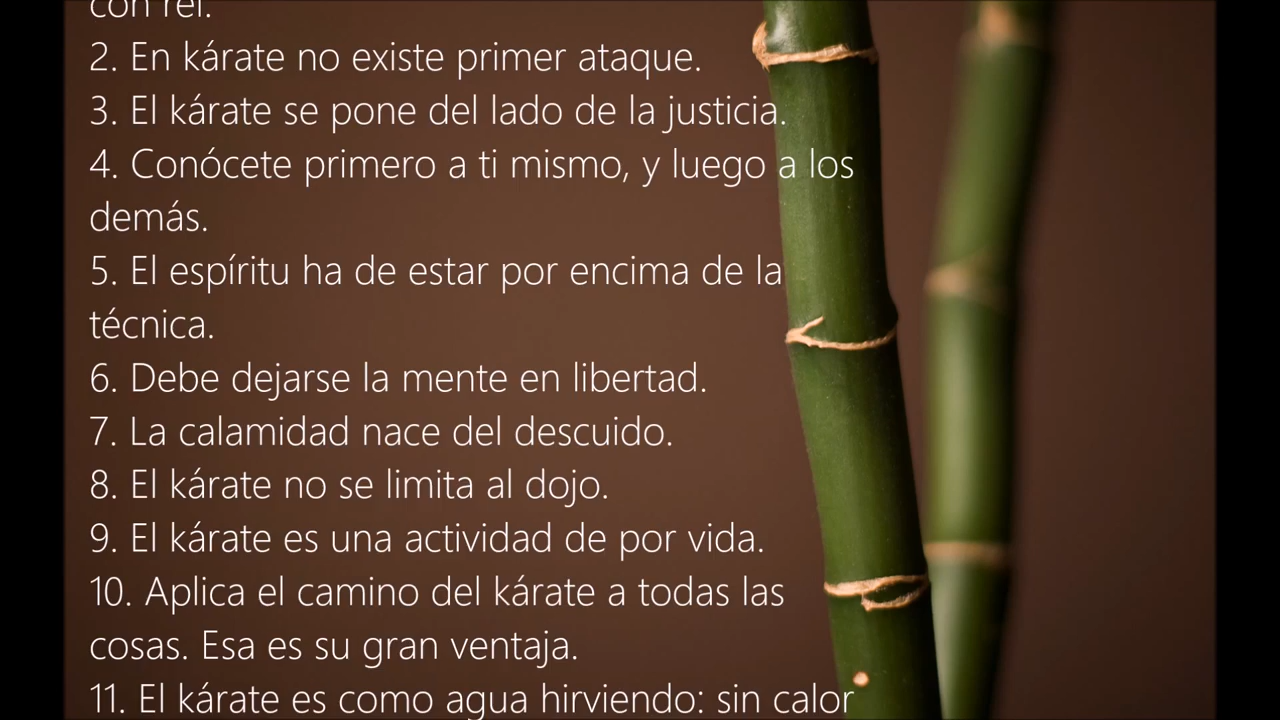 con rei.
2. En kárate no existe primer ataque.
3. El kárate se pone del lado de la justicia.
4. Conócete primero a ti mismo, y luego a los
demás.
5. El espíritu ha de estar por encima de la
técnica.
6. Debe dejarse la mente en libertad.
7. La calamidad nace del descuido.
8. El kárate no se limita al dojo.
9. El kárate es una actividad de por vida.
10. Aplica el camino del kárate a todas las
cosas. Esa es su gran ventaja.
11. El kárate es como agua hirviendo: sin calor